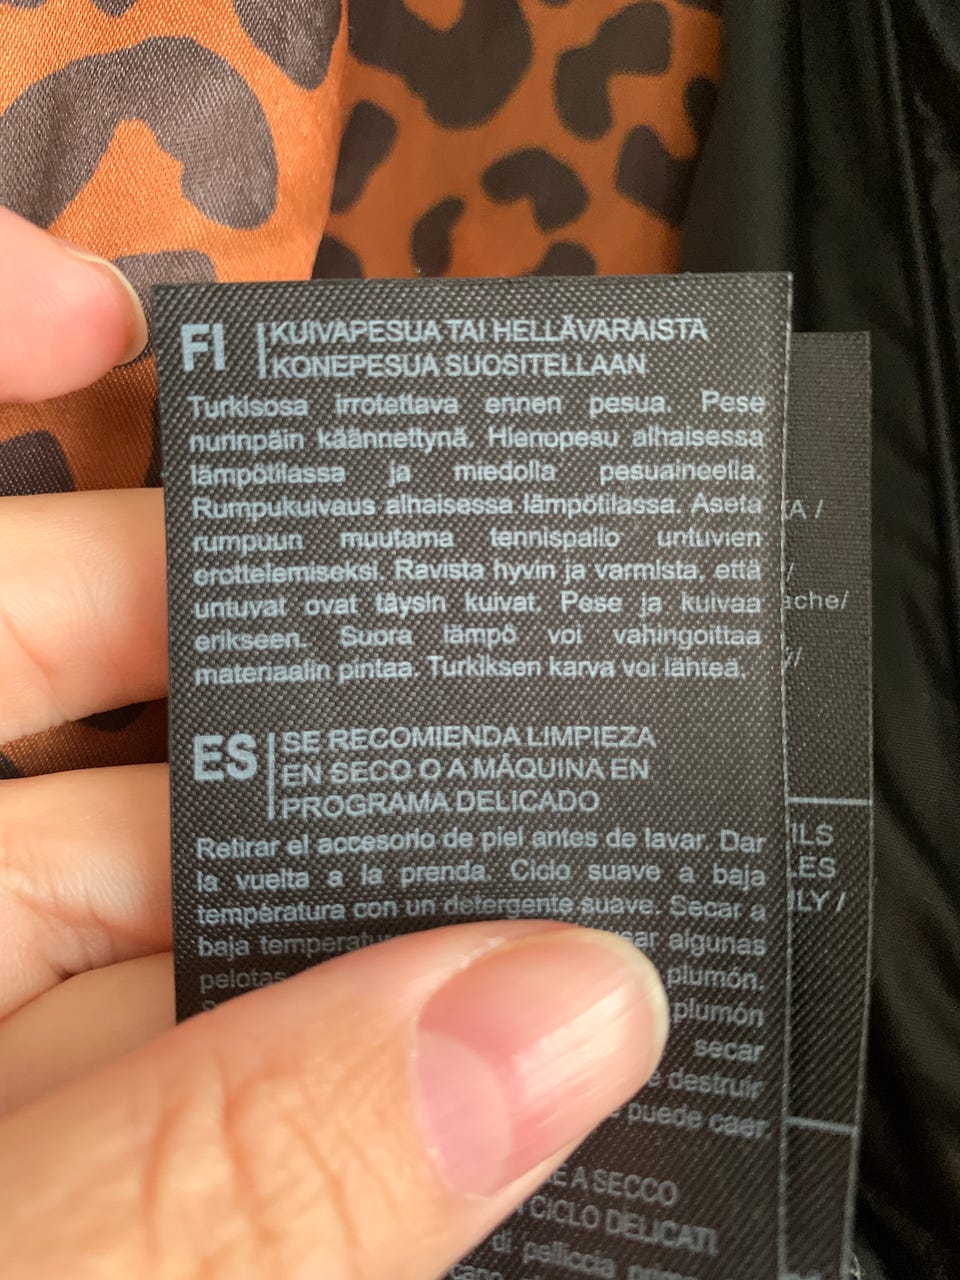 FI
KUIVAPESUA TAI HELLÄVARAISTA
KONEPESUA SUOSITELLAAN
Turkisosa irrotettava ennen pesua. Pese
nurinpäin käännettynä. Hienopesu alhaisessa
lämpötilassa ja miedolla pesuaineella.
Rumpukuivaus alhaisessa lämpötilassa. Aseta
rumpuun muutama tennispallo untuvien
erottelemiseksi. Ravista hyvin ja varmista, että
untuvat ovat täysin kuivat. Pese ja kuivaa
erikseen. Suora lämpö voi vahingoittaa
materiaalin pintaa. Turkiksen karva voi lähteä.
ES
SE RECOMIENDA LIMPIEZA
EN SECO O A MÁQUINA EN
PROGRAMA DELICADO
Retirar el accesorio de piel antes de lavar. Dar
la vuelta a la prenda. Ciclo suave a baja
température con un detergente suave. Secar a
baja algunas
plumón.
plumón
secar
destruir
puede caer.
A SECCO
CICLO DELICATI
di pelliccia